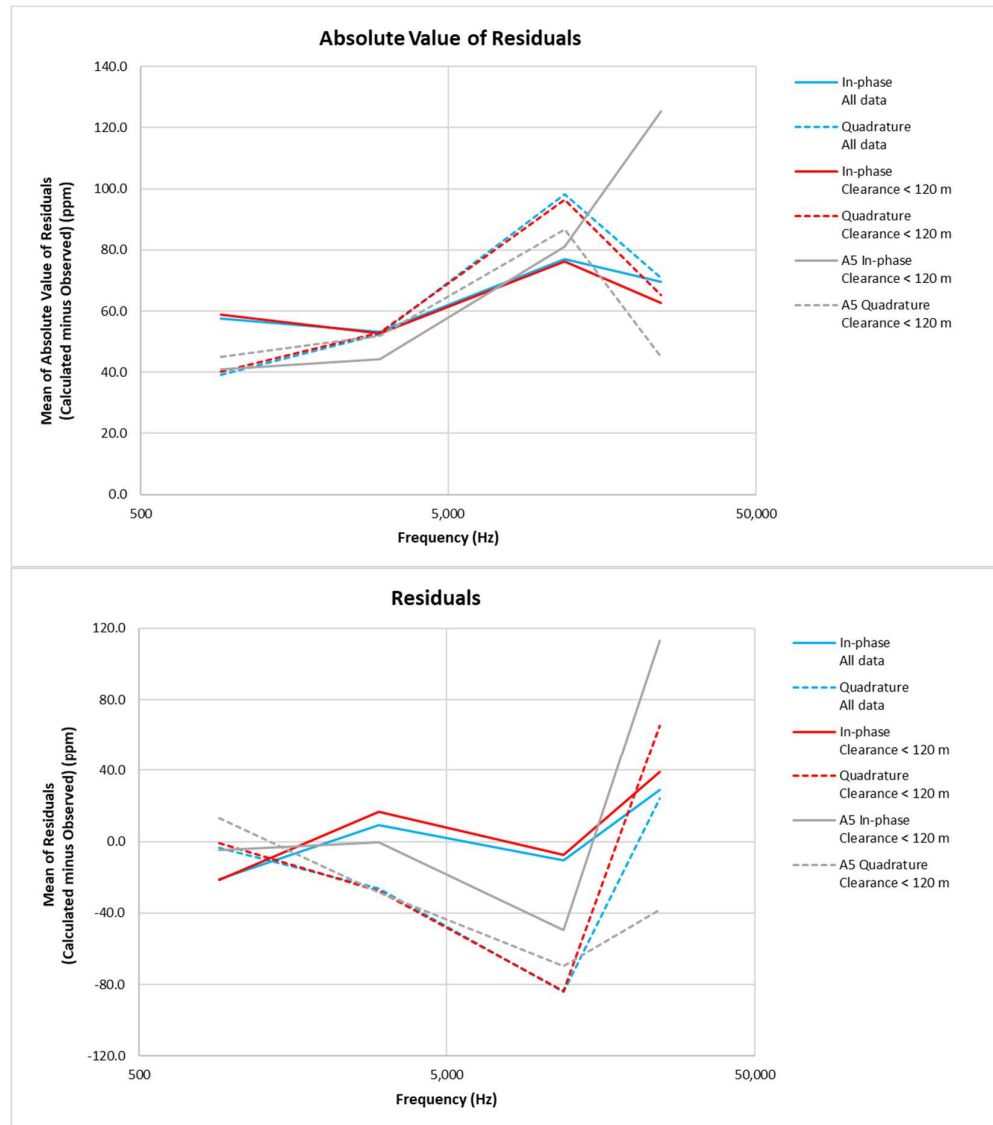 Absolute Value of Residuals
140.0
120.0
100.0
80.0
60.0
40.0
20.0
0.0
500
5,000
50,000
Mean of Absolute Value of Residuals
(Calculated minus Observed) (ppm)
Frequency (Hz)
In-phase
All data
Quadrature
All data
In-phase
Clearance < 120 m
Quadrature
Clearance < 120 m
A5 In-phase
Clearance < 120 m
A5 Quadrature
Clearance < 120 m
Residuals
120.0
80.0
40.0
0.0
-40.0
-80.0
-120.0
500
5,000
50,000
Mean of Residuals
(Calculated minus Observed) (ppm)
Frequency (Hz)
In-phase
All data
Quadrature
All data
In-phase
Clearance < 120 m
Quadrature
Clearance < 120 m
A5 In-phase
Clearance < 120 m
A5 Quadrature
Clearance < 120 m